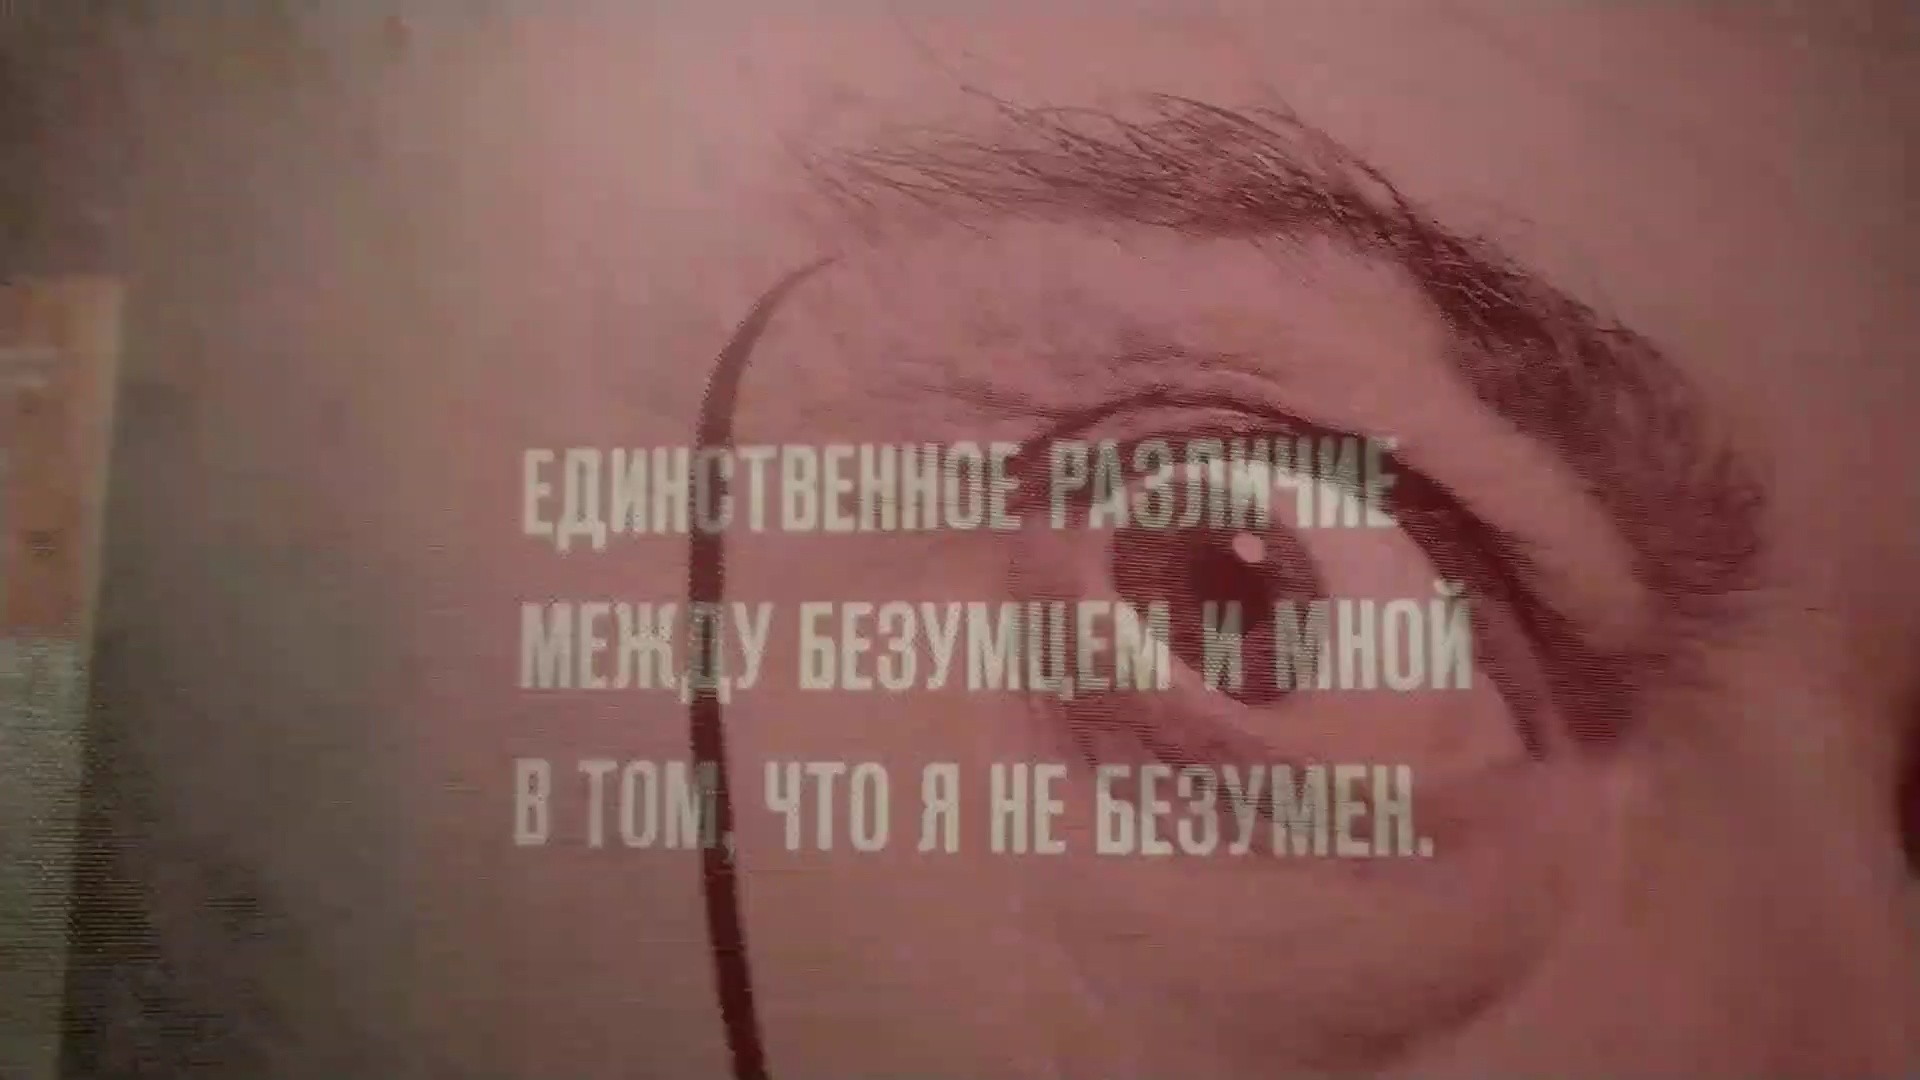 ЕДИНСТВЕННОЕ РАЗЛИЧИЕ
МЕЖДУ БЕЗУМЦЕМ И МНОЙ
В ТОМ, ЧТО Я НЕ БЕЗУМЕН.